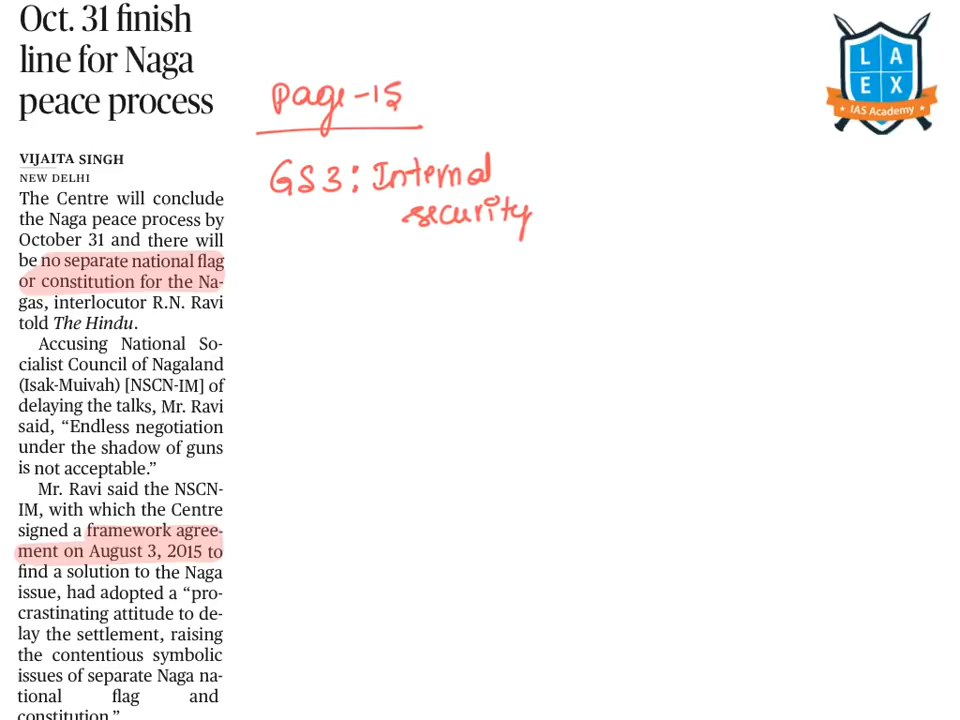 Oct. 31 finish
line for Naga
peace process
VIJAITA SINGH
NEW DELHI
The Centre will conclude
the Naga peace process by
October 31 and there will
be no separate national flag
or constitution for the Na-
gas, interlocutor R.N. Ravi
told The Hindu.
Accusing National So-
cialist Council of Nagaland
(Isak-Muivah) [NSCN-IM] of
delaying the talks, Mr. Ravi
said, “Endless negotiation
under the shadow of guns
is not acceptable.”
Mr. Ravi said the NSCN-
IM, with which the Centre
signed a framework agree-
ment on August 3, 2015 to
find a solution to the Naga
issue, had adopted a “pro-
crastinating attitude to de-
lay the settlement, raising
the contentious symbolic
issues of separate Naga na-
tional flag and
constitution.”
Page-15
GS3: Internal
security
L A
E X
IAS Academy